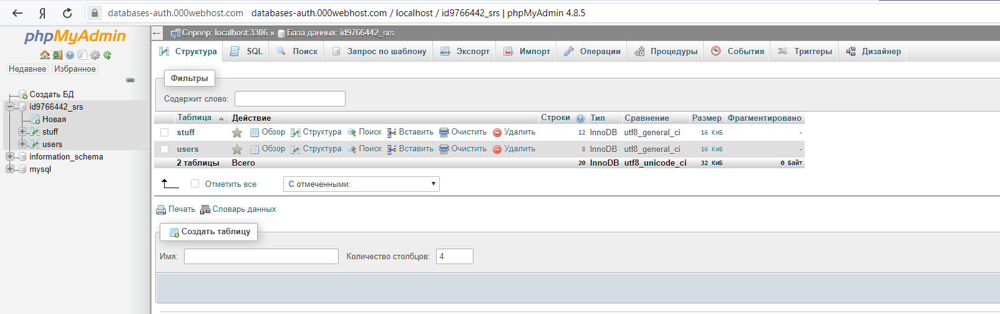 databases-auth.000webhost.com databases-auth.000webhost.com / localhost / id9766442_srs | phpMyAdmin 4.8.5
phpMyAdmin
Недавнее Избранное
Создать БД
id9766442_srs
Новая
stuff
users
information_schema
mysql
Сервер: localhost:3306 » База данных: id9766442_srs
Структура SQL Поиск Запрос по шаблону Экспорт Импорт Операции Процедуры События Триггеры Дизайнер
Фильтры
Содержит слово:
Таблица Действие Строки Тип Сравнение Размер Фрагментировано
stuff Обзор Структура Поиск Вставить Очистить Удалить 12 InnoDB utf8_general_ci 16 КиБ -
users Обзор Структура Поиск Вставить Очистить Удалить 8 InnoDB utf8_general_ci 16 КиБ -
2 таблицы Всего 20 InnoDB utf8_unicode_ci 32 КиБ 0 Байт
Отметить все С отмеченными:
Печать Словарь данных
Создать таблицу
Имя: Количество столбцов: 4